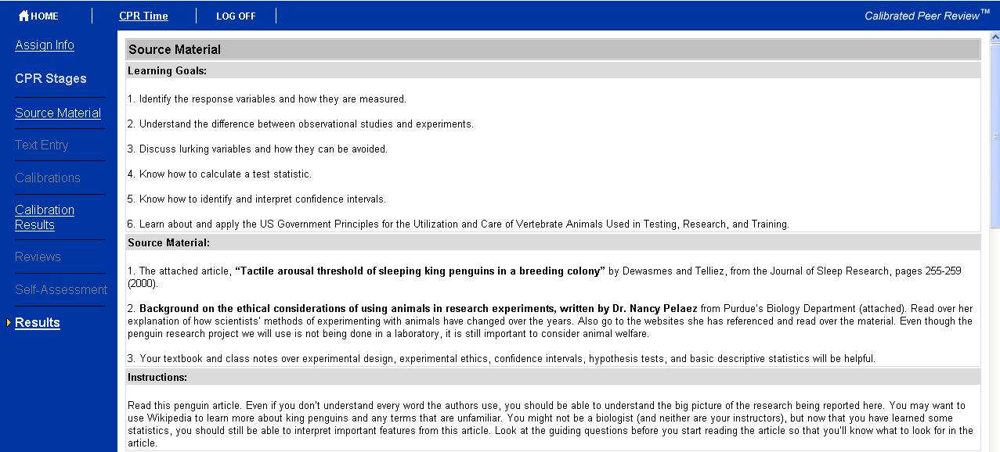 HOME
CPR Time
LOG OFF
Calibrated Peer Review™
Assign Info
CPR Stages
Source Material
Text Entry
Calibrations
Calibration
Results
Reviews
Self-Assessment
Results
Source Material
Learning Goals:
1. Identify the response variables and how they are measured.
2. Understand the difference between observational studies and experiments.
3. Discuss lurking variables and how they can be avoided.
4. Know how to calculate a test statistic.
5. Know how to identify and interpret confidence intervals.
6. Learn about and apply the US Government Principles for the Utilization and Care of Vertebrate Animals Used in Testing, Research, and Training.
Source Material:
1. The attached article, “Tactile arousal threshold of sleeping king penguins in a breeding colony” by Dewasmes and Telliez, from the Journal of Sleep Research, pages 255-259
(2000).
2. Background on the ethical considerations of using animals in research experiments, written by Dr. Nancy Pelaez from Purdue's Biology Department (attached). Read over her
explanation of how scientists' methods of experimenting with animals have changed over the years. Also go to the websites she has referenced and read over the material. Even though the
penguin research project we will use is not being done in a laboratory, it is still important to consider animal welfare.
3. Your textbook and class notes over experimental design, experimental ethics, confidence intervals, hypothesis tests, and basic descriptive statistics will be helpful.
Instructions:
Read this penguin article. Even if you don't understand every word the authors use, you should be able to understand the big picture of the research being reported here. You may want to
use Wikipedia to learn more about king penguins and any terms that are unfamiliar. You might not be a biologist (and neither are your instructors), but now that you have learned some
statistics, you should still be able to interpret important features from this article. Look at the guiding questions before you start reading the article so that you'll know what to look for in the
article.